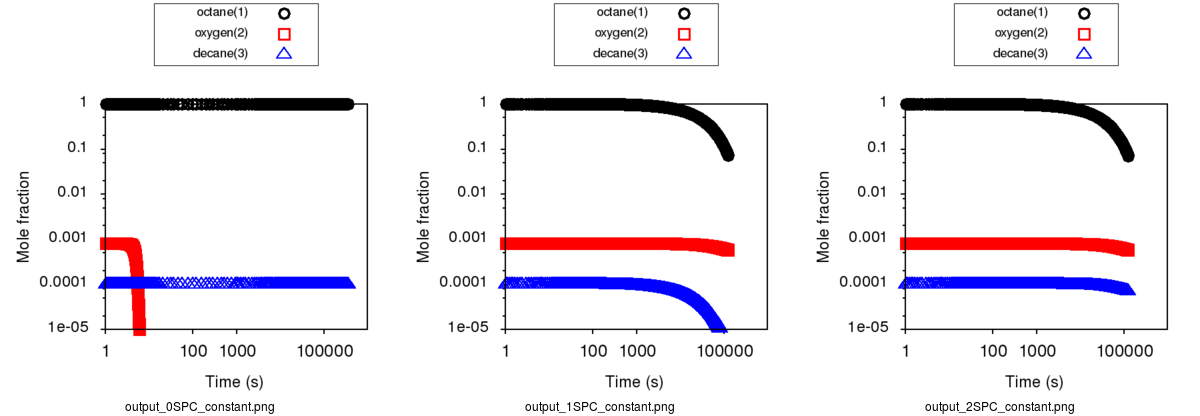 octane(1)
oxygen(2)
decane(3)
1
0.1
0.01
0.001
0.0001
1e-05
Mole fraction
1 100 1000 100000
Time (s)
output_0SPC_constant.png
octane(1)
oxygen(2)
decane(3)
1
0.1
0.01
0.001
0.0001
1e-05
Mole fraction
1 100 1000 100000
Time (s)
output_1SPC_constant.png
octane(1)
oxygen(2)
decane(3)
1
0.1
0.01
0.001
0.0001
1e-05
Mole fraction
1 100 1000 100000
Time (s)
output_2SPC_constant.png